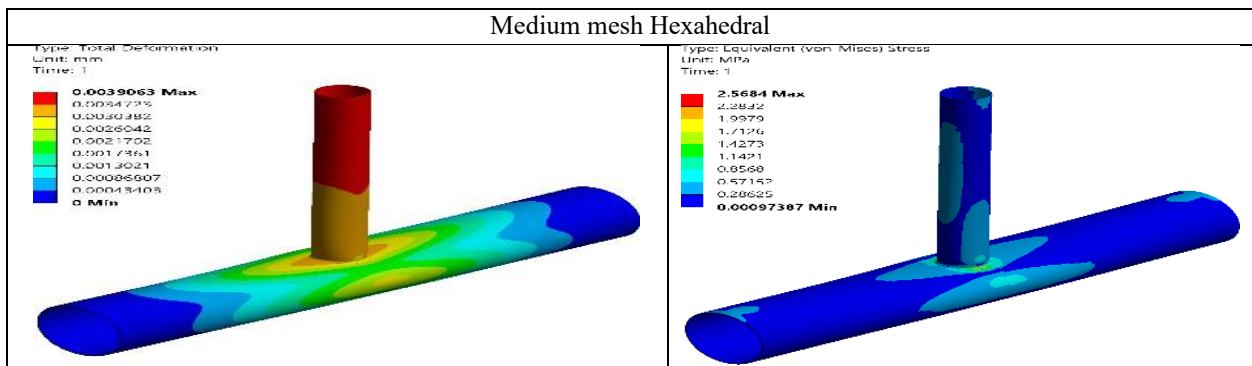 Medium mesh Hexahedral
Type: Total Deformation
Unit: mm
Time: 1
0.0039063 Max
0.0034723
0.0030382
0.0026042
0.0021702
0.0017361
0.0013021
0.00086807
0.00043403
0 Min
Type: Equivalent (von-Mises) Stress
Unit: MPa
Time: 1
2.5684 Max
2.2832
1.9979
1.7126
1.4273
1.1421
0.8568
0.57152
0.28625
0.00097387 Min